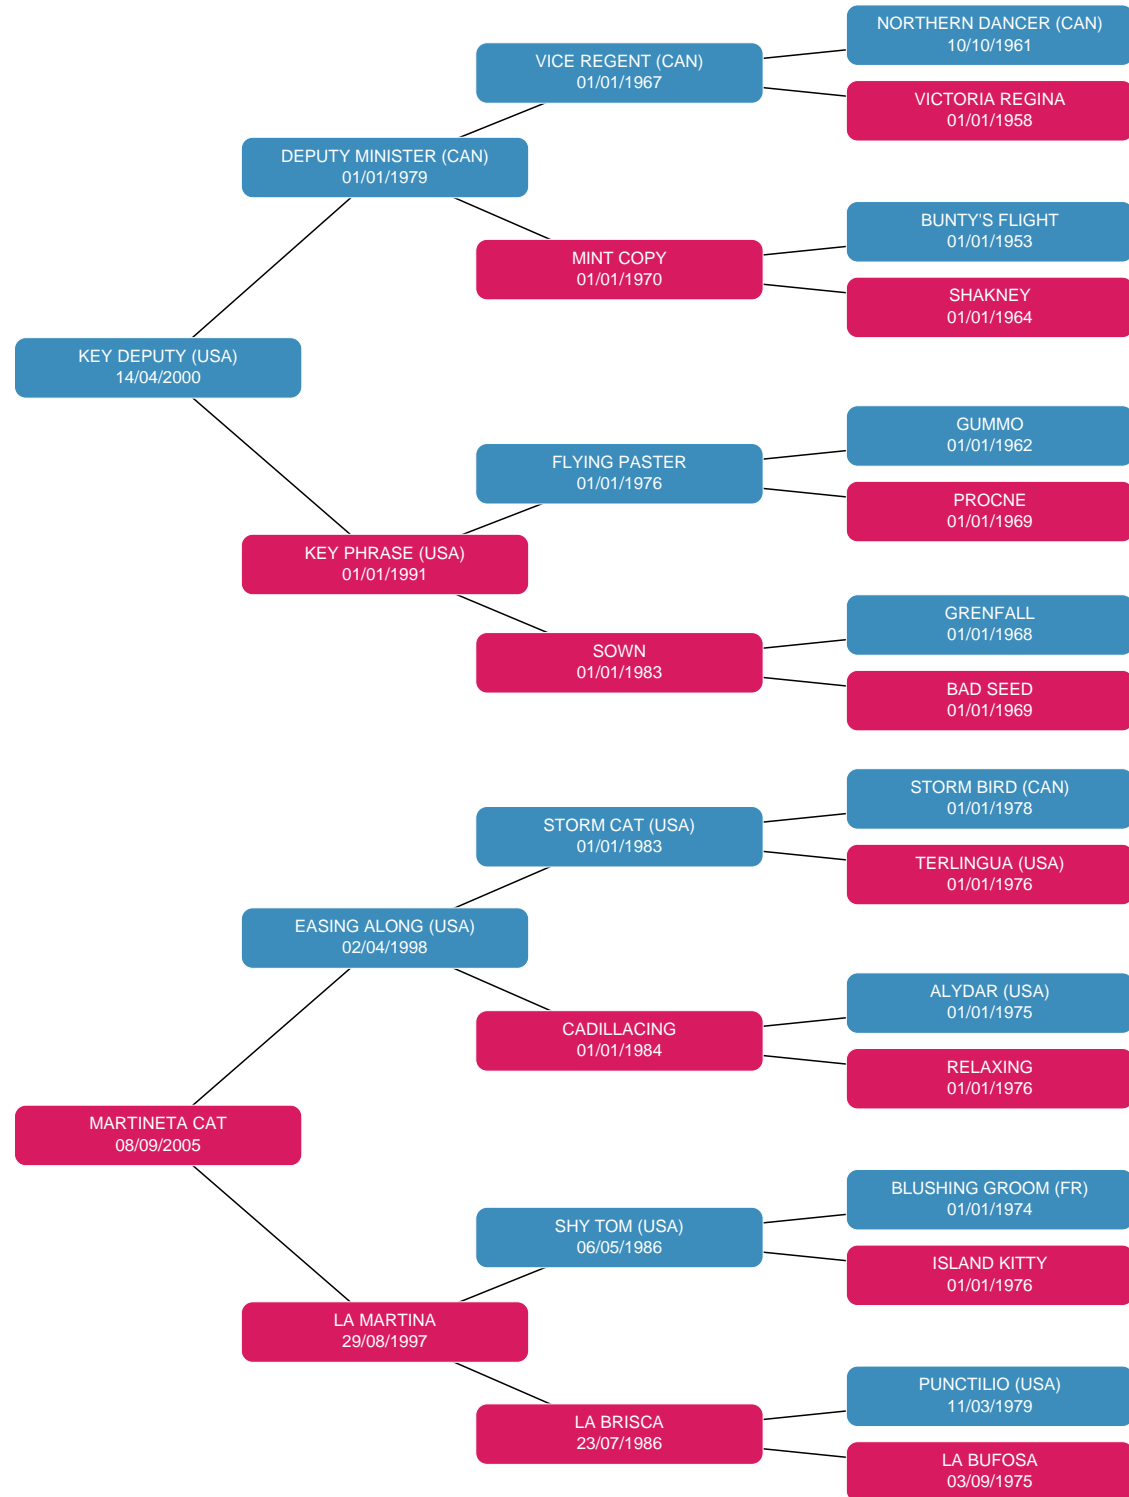 NORTHERN DANCER (CAN)
10/10/1961
VICE REGENT (CAN)
01/01/1967
VICTORIA REGINA
01/01/1958
DEPUTY MINISTER (CAN)
01/01/1979
BUNTY'S FLIGHT
01/01/1953
MINT COPY
01/01/1970
SHAKNEY
01/01/1964
KEY DEPUTY (USA)
14/04/2000
GUMMO
01/01/1962
FLYING PASTER
01/01/1976
PROCNE
01/01/1969
KEY PHRASE (USA)
01/01/1991
GRENFALL
01/01/1968
SOWN
01/01/1983
BAD SEED
01/01/1969
STORM BIRD (CAN)
01/01/1978
STORM CAT (USA)
01/01/1983
TERLINGUA (USA)
01/01/1976
EASING ALONG (USA)
02/04/1998
ALYDAR (USA)
01/01/1975
CADILLACING
01/01/1984
RELAXING
01/01/1976
MARTINETA CAT
08/09/2005
BLUSHING GROOM (FR)
01/01/1974
SHY TOM (USA)
06/05/1986
ISLAND KITTY
01/01/1976
LA MARTINA
29/08/1997
PUNCTILIO (USA)
11/03/1979
LA BRISCA
23/07/1986
LA BUFOSA
03/09/1975